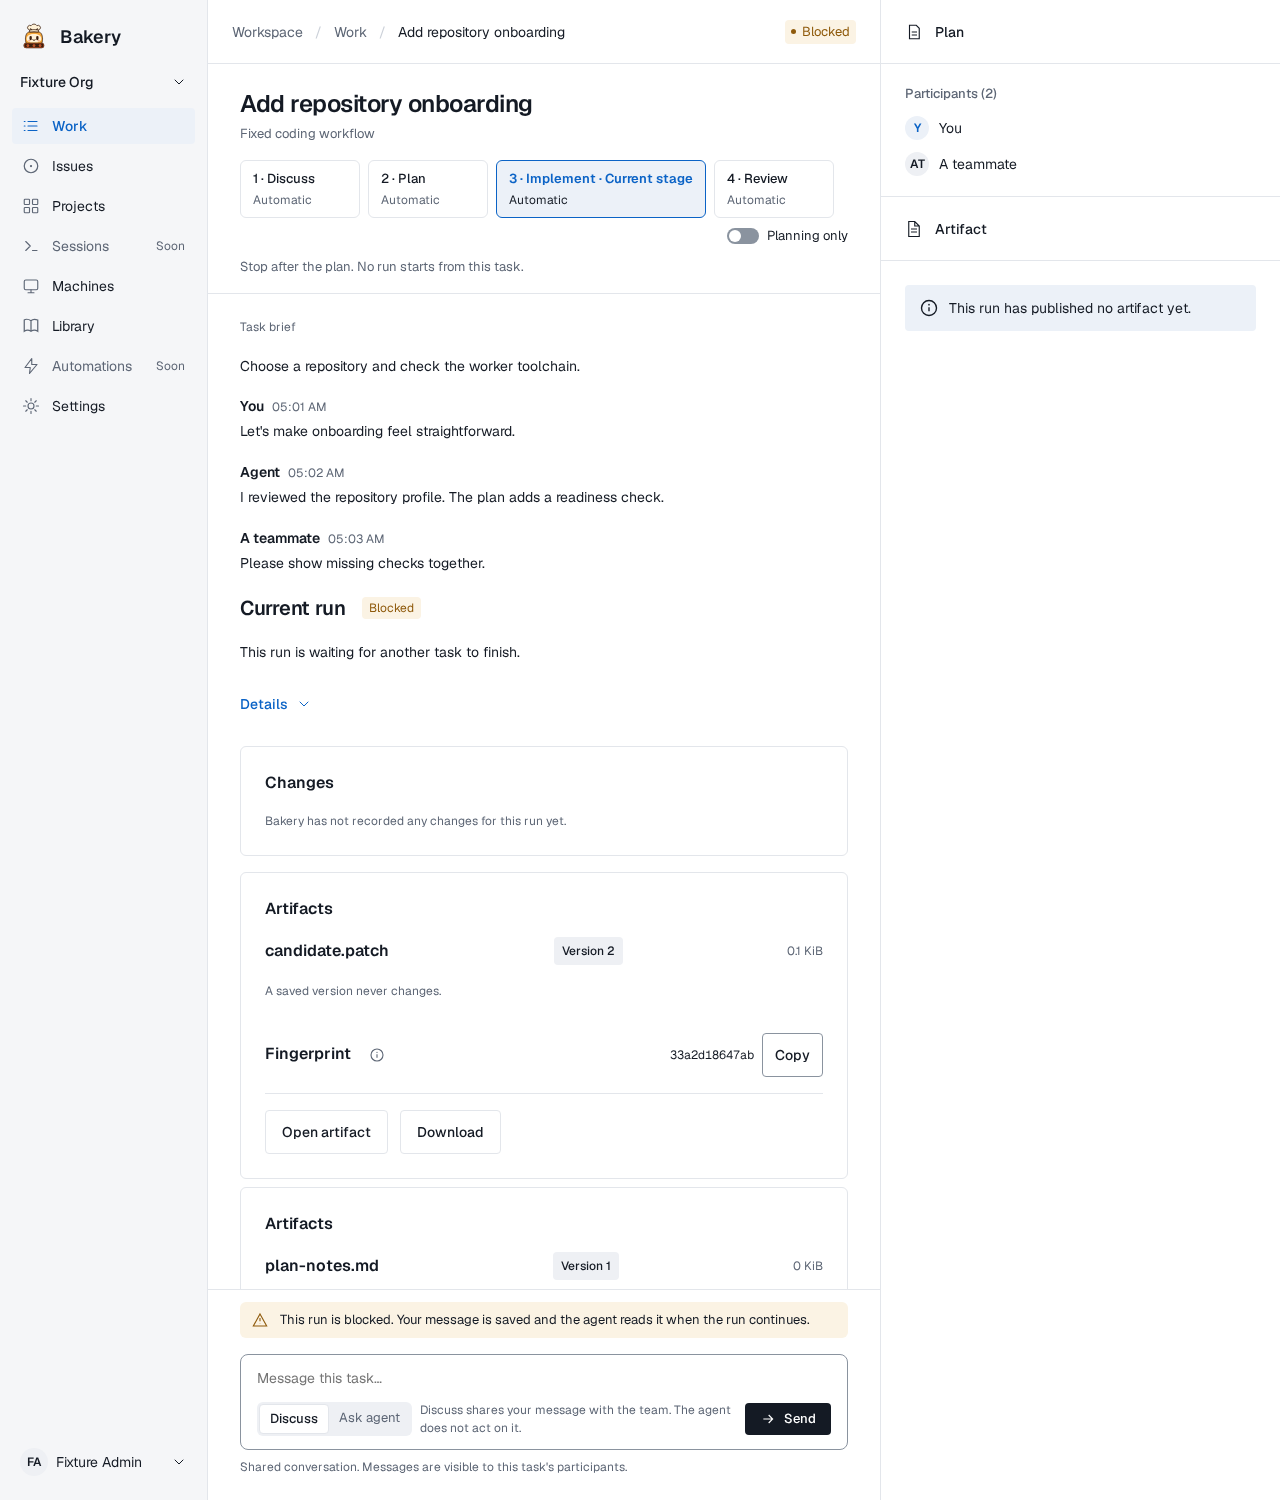 Bakery
Fixture Org
Work
Issues
Projects
Sessions Soon
Machines
Library
Automations Soon
Settings
FA Fixture Admin
Workspace / Work / Add repository onboarding
Blocked
Add repository onboarding
Fixed coding workflow
1 · Discuss
Automatic
2 · Plan
Automatic
3 · Implement · Current stage
Automatic
4 · Review
Automatic
Planning only
Stop after the plan. No run starts from this task.
Task brief
Choose a repository and check the worker toolchain.
You 05:01 AM
Let's make onboarding feel straightforward.
Agent 05:02 AM
I reviewed the repository profile. The plan adds a readiness check.
A teammate 05:03 AM
Please show missing checks together.
Current run Blocked
This run is waiting for another task to finish.
Details
Changes
Bakery has not recorded any changes for this run yet.
Artifacts
candidate.patch Version 2 0.1 KiB
A saved version never changes.
Fingerprint 33a2d18647ab Copy
Open artifact Download
Artifacts
plan-notes.md Version 1 0 KiB
This run is blocked. Your message is saved and the agent reads it when the run continues.
Message this task...
Discuss Ask agent
Discuss shares your message with the team. The agent
does not act on it.
Send
Shared conversation. Messages are visible to this task's participants.
Plan
Participants (2)
Y You
AT A teammate
Artifact
This run has published no artifact yet.